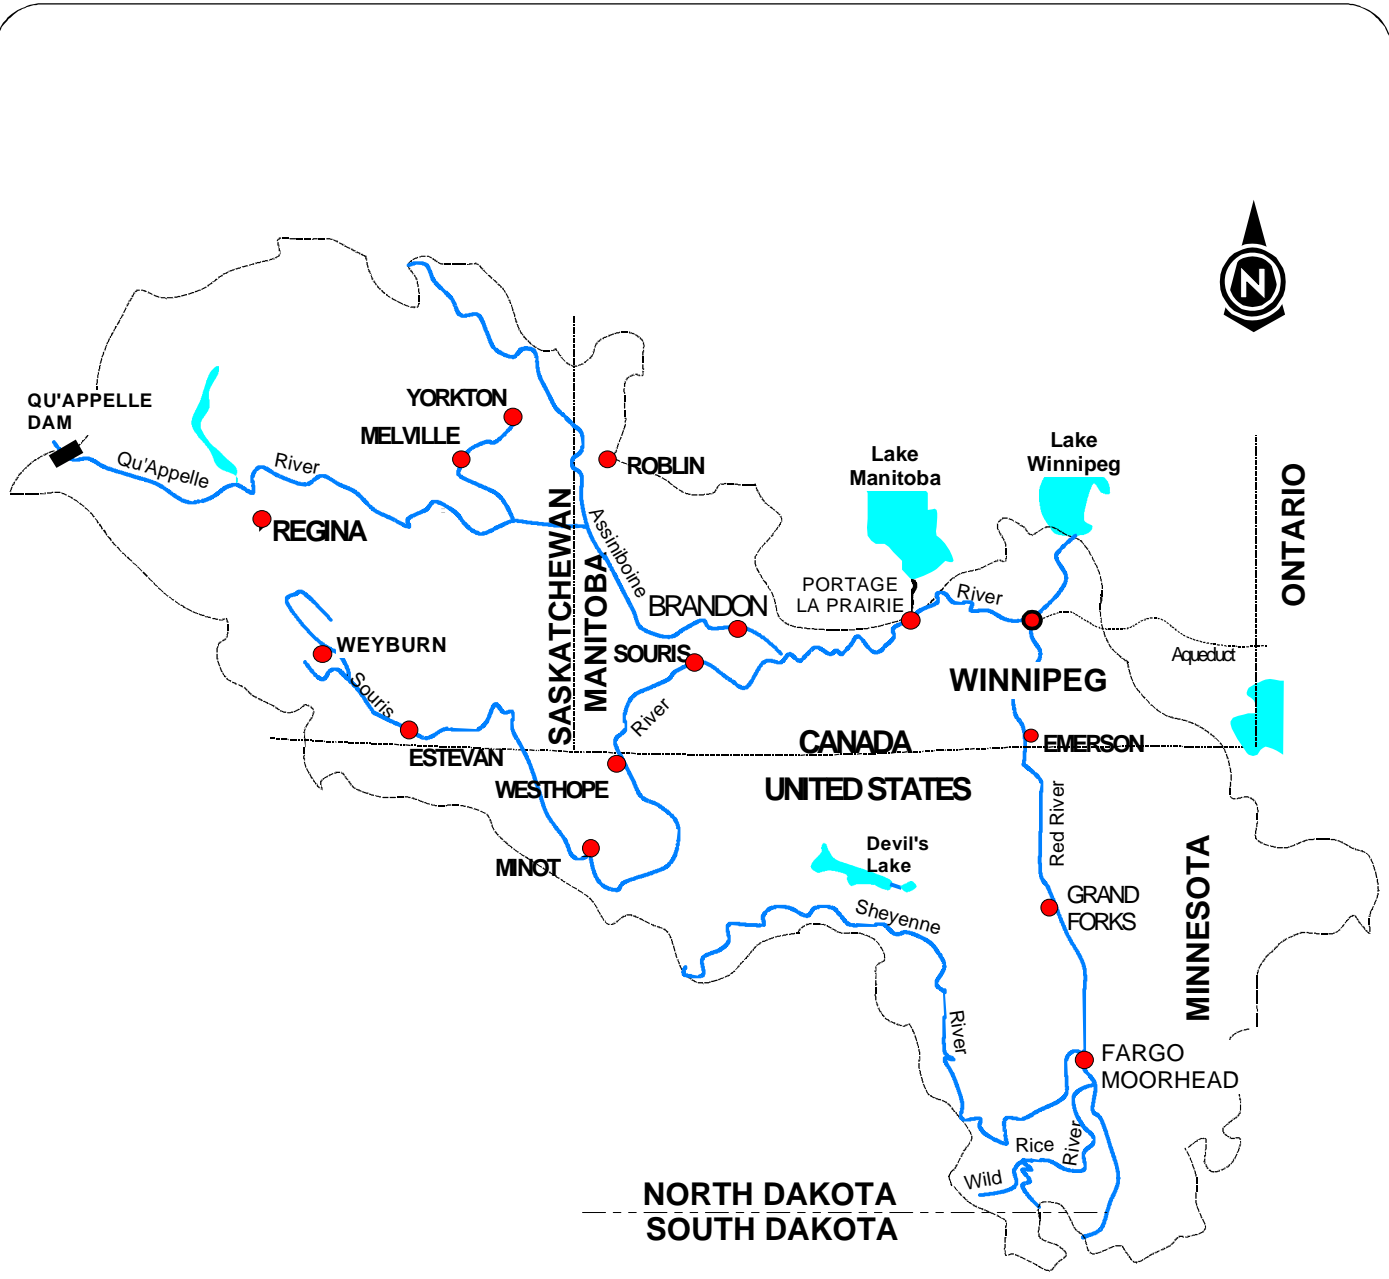 N
QU'APPELLE
DAM
YORKTON
MELVILLE
Qu'Appelle
River
REGINA
ROBLIN
Lake
Manitoba
Lake
Winnipeg
ONTARIO
SASKATCHEWAN
MANITOBA
Assiniboine
BRANDON
PORTAGE
LA PRAIRIE
River
Aqueduct
WEYBURN
SOURIS
Souris
River
WINNIPEG
ESTEVAN
WESTHOPE
CANADA
EMERSON
UNITED STATES
Red River
MINOT
Devil's
Lake
Sheyenne
GRAND
FORKS
MINNESOTA
River
FARGO
MOORHEAD
Wild
Rice
River
NORTH DAKOTA
SOUTH DAKOTA